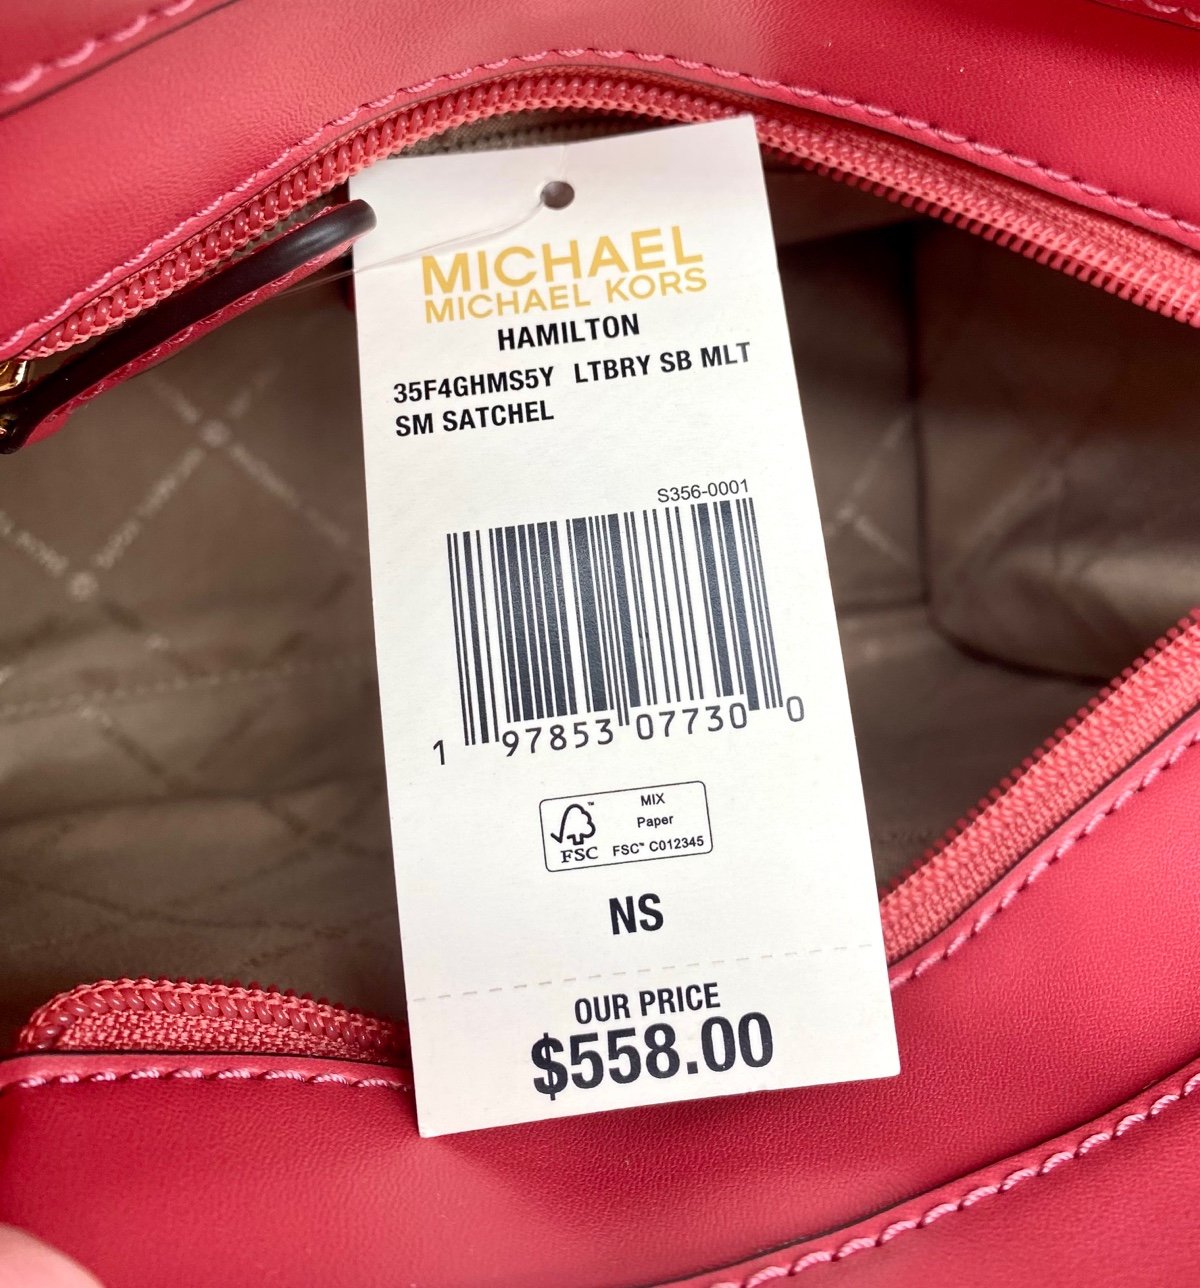 MICHAEL
MICHAEL KORS
HAMILTON
35F4GHMS5Y LTBRY SB MLT
SM SATCHEL
S356-0001
1 97853 07730 0
MIX
Paper
FSC™ C012345
™
FSC
NS
OUR PRICE
$558.00